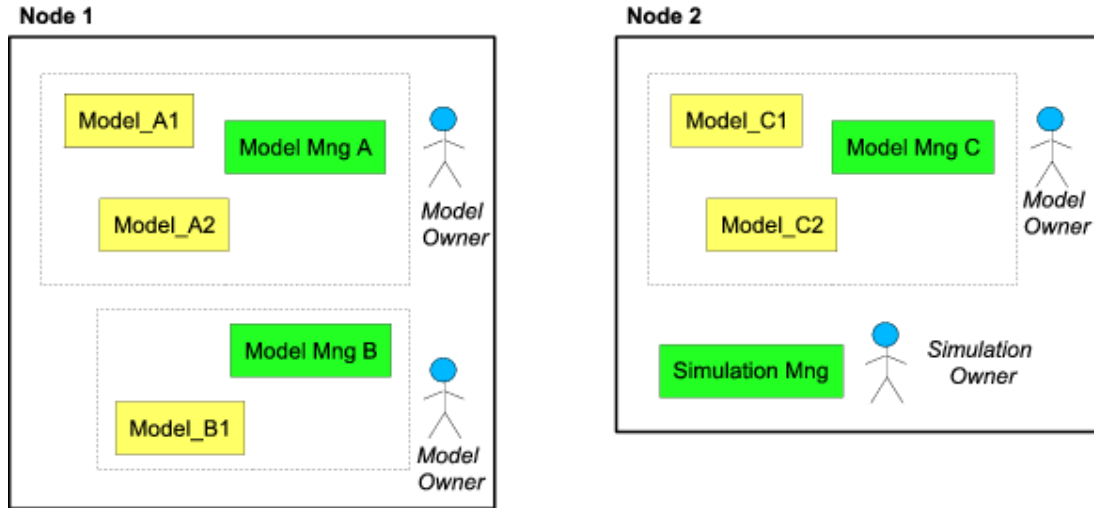 Node 1
Model_A1
Model Mng A
Model_A2
Model
Owner
Model Mng B
Model_B1
Model
Owner
Node 2
Model_C1
Model Mng C
Model_C2
Model
Owner
Simulation Mng
Simulation
Owner